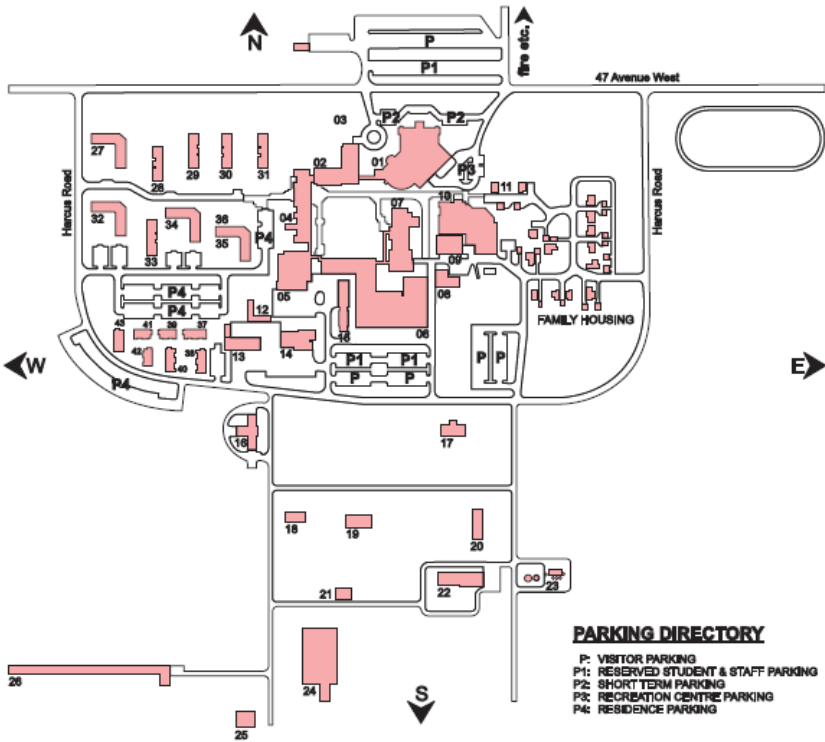 N
P
P1
fire etc.
47 Avenue West
P2
P2
03
01
02
P3
27
28
29
30
31
11
Harcus Road
Harcus Road
10
07
04
32
33
34
36
35
P4
09
05
08
P4
P4
12
16
06
FAMILY HOUSING
43
41
39
37
13
14
42
40
38
P1
P1
P
P
P
P
W
E
P4
16
17
18
19
20
21
22
23
24
26
25
S
PARKING DIRECTORY
P: VISITOR PARKING
P1: RESERVED STUDENT & STAFF PARKING
P2: SHORT TERM PARKING
P3: RECREATION CENTRE PARKING
P4: RESIDENCE PARKING